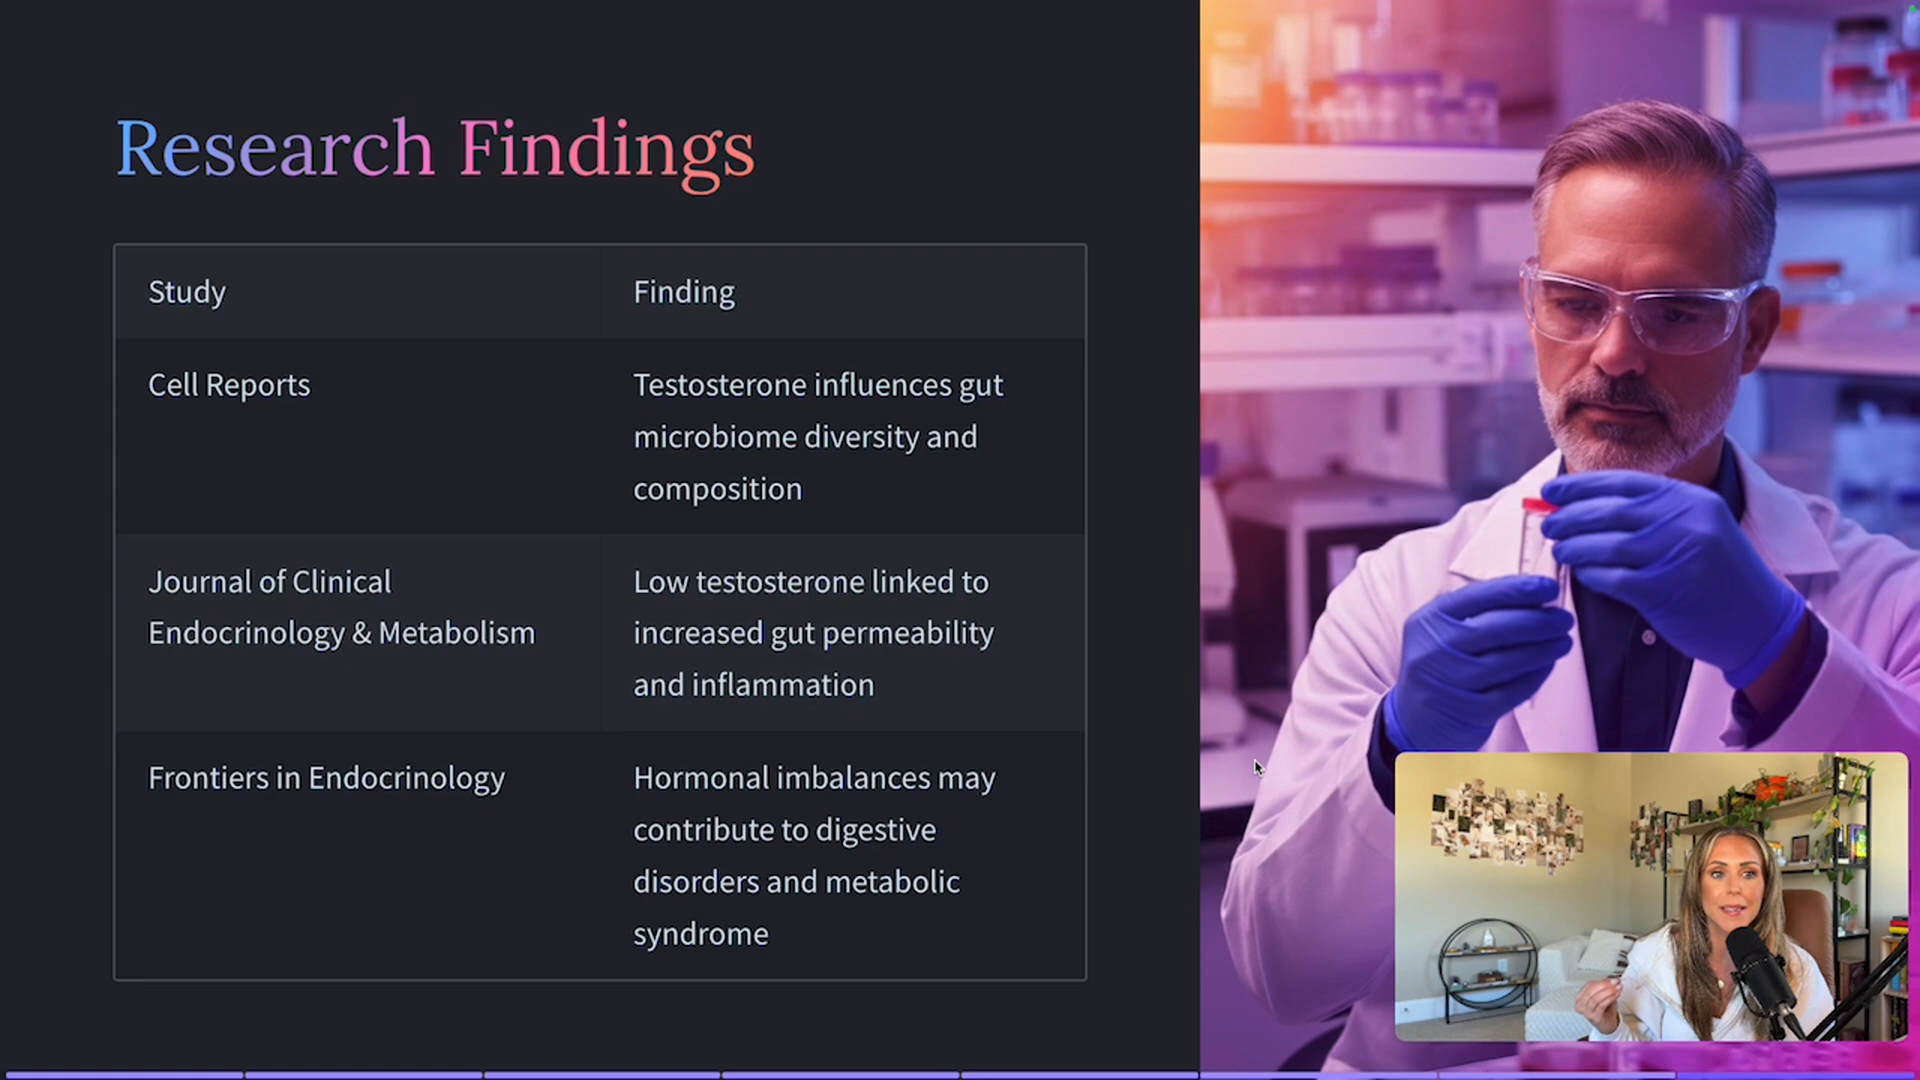 Research Findings
Study
Finding
Cell Reports
Testosterone influences gut
microbiome diversity and
composition
Journal of Clinical
Endocrinology & Metabolism
Low testosterone linked to
increased gut permeability
and inflammation
Frontiers in Endocrinology
Hormonal imbalances may
contribute to digestive
disorders and metabolic
syndrome